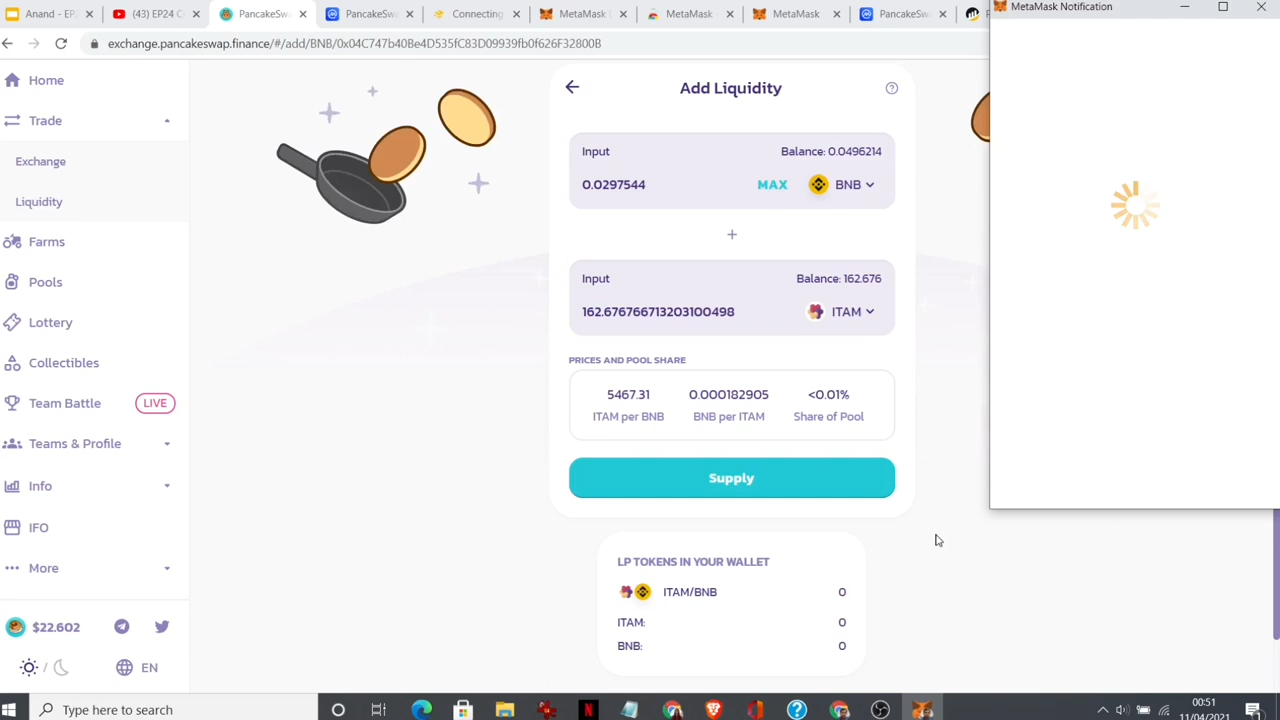 Anand - EP2
(43) EP24 C
PancakeSwa
PancakeSwa
Connecting
MetaMask
MetaMask -
MetaMask
PancakeSwa
MetaMask Notification
exchange.pancakeswap.finance/#/add/BNB/0x04C747b40Be4D535fC83D09939fb0f626F32800B
Home
Trade
Exchange
Liquidity
Farms
Pools
Lottery
Collectibles
Team Battle LIVE
Teams & Profile
Info
IFO
More
$22.602
EN
Add Liquidity
Input Balance: 0.0496214
0.0297544 MAX BNB
+
Input Balance: 162.676
162.676766713203100498 ITAM
PRICES AND POOL SHARE
5467.31 0.000182905 <0.01%
ITAM per BNB BNB per ITAM Share of Pool
Supply
LP TOKENS IN YOUR WALLET
ITAM/BNB 0
ITAM: 0
BNB: 0
Type here to search
00:51
11/04/2021